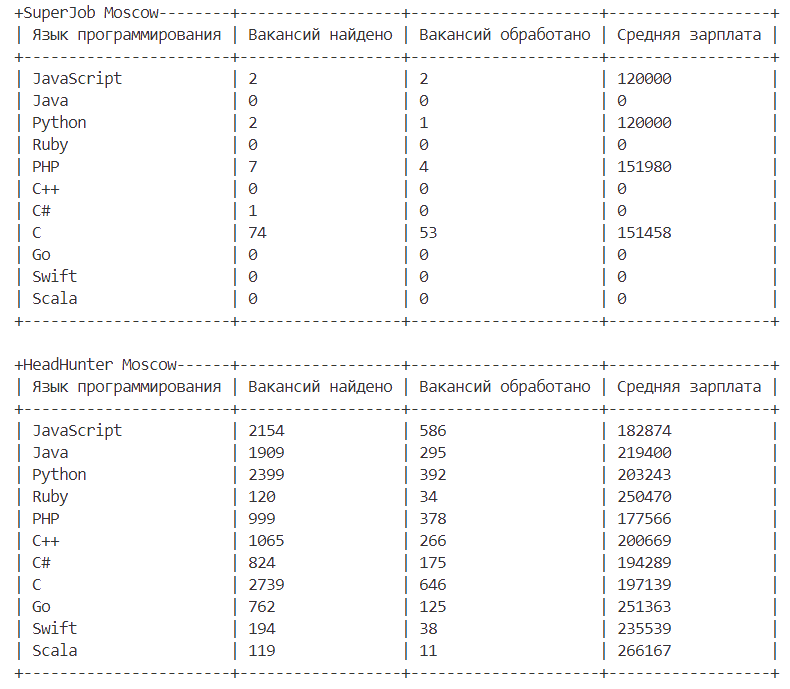 +SuperJob Moscow--------+------------------+---------------------+------------------+
| Язык программирования | Вакансий найдено | Вакансий обработано | Средняя зарплата |
+-----------------------+------------------+---------------------+------------------+
| JavaScript            | 2                | 2                   | 120000           |
| Java                  | 0                | 0                   | 0                |
| Python                | 2                | 1                   | 120000           |
| Ruby                  | 0                | 0                   | 0                |
| PHP                   | 7                | 4                   | 151980           |
| C++                   | 0                | 0                   | 0                |
| C#                    | 1                | 0                   | 0                |
| C                     | 74               | 53                  | 151458           |
| Go                    | 0                | 0                   | 0                |
| Swift                 | 0                | 0                   | 0                |
| Scala                 | 0                | 0                   | 0                |
+-----------------------+------------------+---------------------+------------------+

+HeadHunter Moscow------+------------------+---------------------+------------------+
| Язык программирования | Вакансий найдено | Вакансий обработано | Средняя зарплата |
+-----------------------+------------------+---------------------+------------------+
| JavaScript            | 2154             | 586                 | 182874           |
| Java                  | 1909             | 295                 | 219400           |
| Python                | 2399             | 392                 | 203243           |
| Ruby                  | 120              | 34                  | 250470           |
| PHP                   | 999              | 378                 | 177566           |
| C++                   | 1065             | 266                 | 200669           |
| C#                    | 824              | 175                 | 194289           |
| C                     | 2739             | 646                 | 197139           |
| Go                    | 762              | 125                 | 251363           |
| Swift                 | 194              | 38                  | 235539           |
| Scala                 | 119              | 11                  | 266167           |
+-----------------------+------------------+---------------------+------------------+